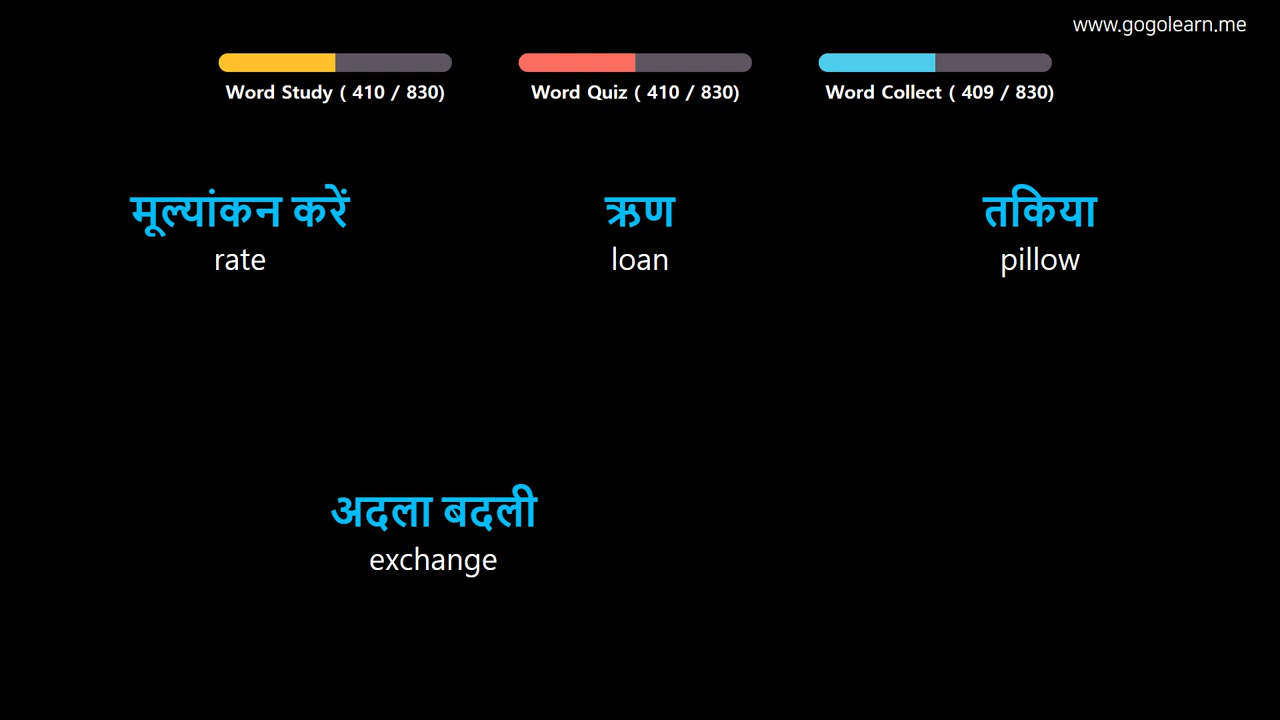 www.gogolearn.me
Word Study ( 410 / 830)
Word Quiz ( 410 / 830)
Word Collect ( 409 / 830)
मूल्यांकन करें
rate
ऋण
loan
तकिया
pillow
अदला बदली
exchange